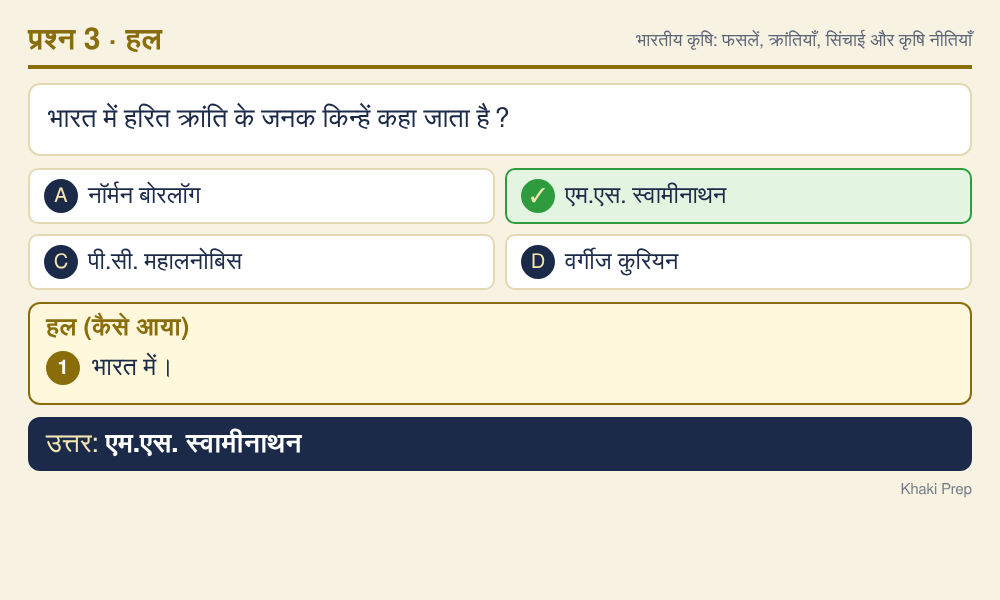 प्रश्न 3 · हल
भारतीय कृषि: फसलें, क्रांतियाँ, सिंचाई और कृषि नीतियाँ
भारत में हरित क्रांति के जनक किन्हें कहा जाता है ?
A नॉर्मन बोरलॉग
✓ एम.एस. स्वामीनाथन
C पी.सी. महालनोबिस
D वर्गीज कुरियन
हल (कैसे आया)
1 भारत में।
उत्तर: एम.एस. स्वामीनाथन
Khaki Prep